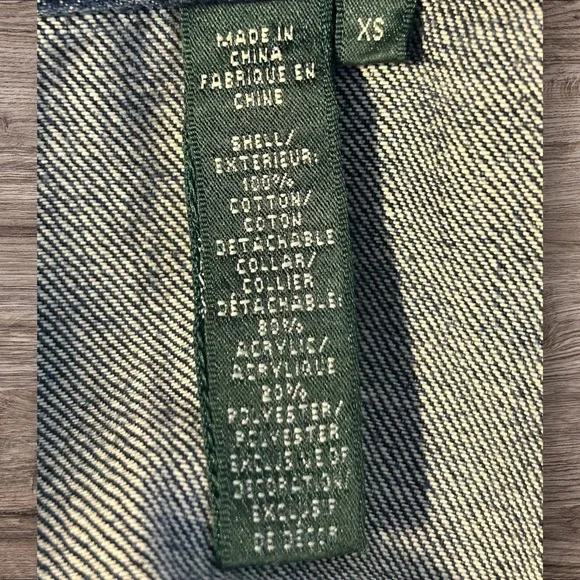 XS
MADE IN
CHINA
FABRIQUE EN
CHINE
SHELL/
EXTERIEUR:
100%
COTTON/
COTON
DETACHABLE
COLLAR/
COLLIER
DÉTACHABLE:
80%
ACRYLIC/
ACRYLIQUE
20%
POLYESTER/
POLYESTER
EXCLUSIVE OF
DECORATION/
EXCLUSIF
DE DECOR